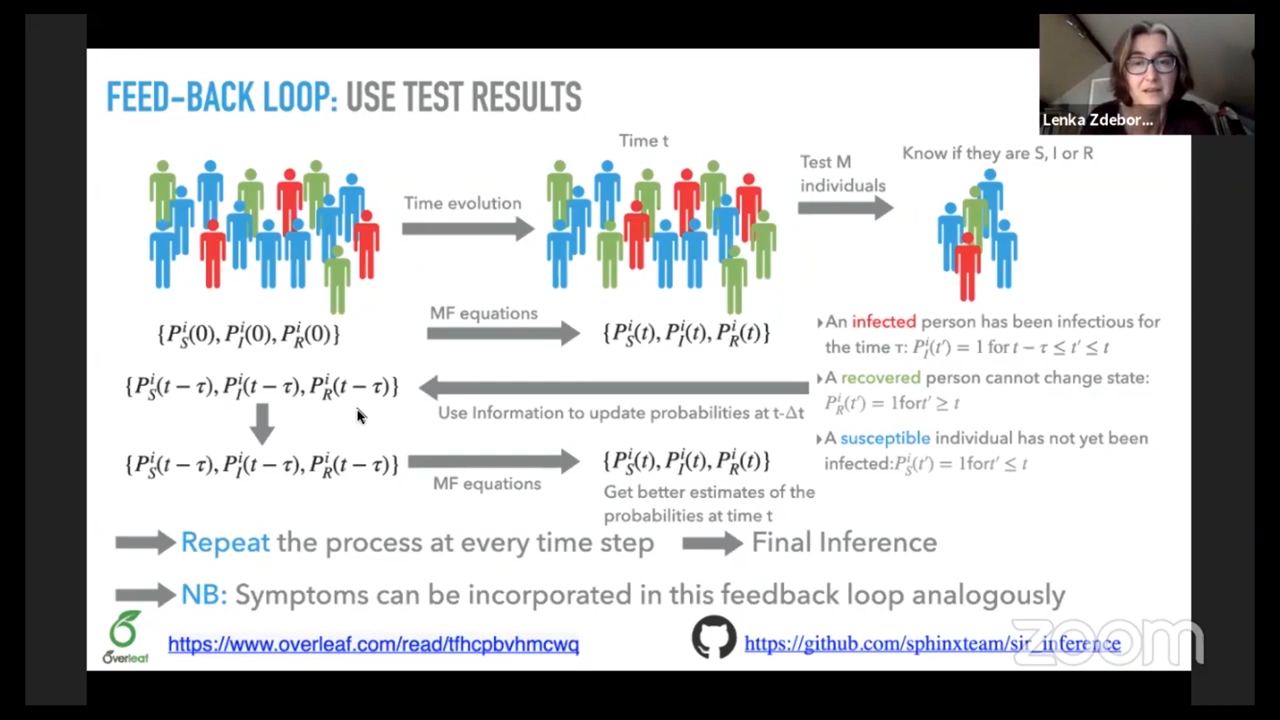 FEED-BACK LOOP: USE TEST RESULTS
Lenka Zdebor...
Time t
Time evolution
Test M
individuals
Know if they are S, I or R
{P_S^i(0), P_I^i(0), P_R^i(0)}
MF equations
{P_S^i(t), P_I^i(t), P_R^i(t)}
An infected person has been infectious for
the time τ: P_I^i(t′) = 1 for t − τ ≤ t′ ≤ t
{P_S^i(t − τ), P_I^i(t − τ), P_R^i(t − τ)}
Use Information to update probabilities at t-Δt
A recovered person cannot change state:
P_R^i(t′) = 1fort′ ≥ t
A susceptible individual has not yet been
infected:P_S^i(t′) = 1fort′ ≤ t
{P_S^i(t − τ), P_I^i(t − τ), P_R^i(t − τ)}
MF equations
{P_S^i(t), P_I^i(t), P_R^i(t)}
Get better estimates of the
probabilities at time t
Repeat the process at every time step
Final Inference
NB: Symptoms can be incorporated in this feedback loop analogously
Overleaf
https://www.overleaf.com/read/tfhcpbvhmcwq
https://github.com/sphinxteam/sir_inference
zoom